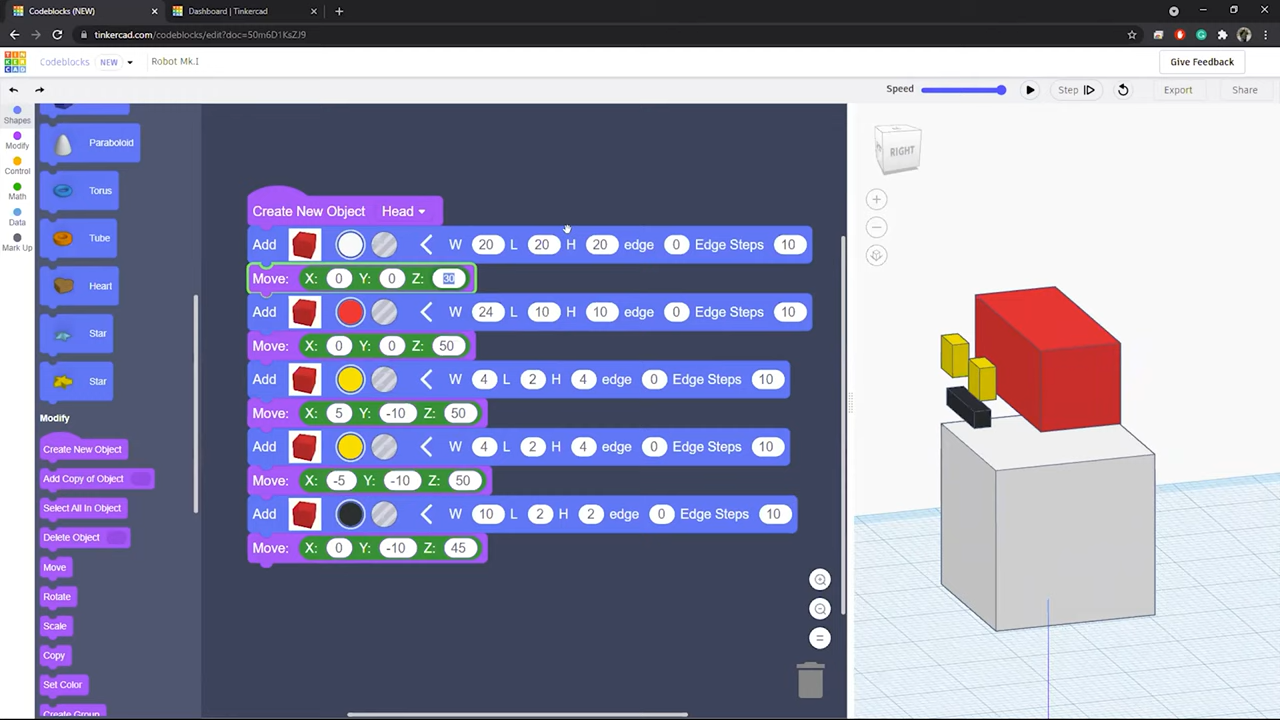 Codeblocks (NEW) × Dashboard | Tinkercad × +
tinkercad.com/codeblocks/edit?doc=50m6D1KsZJ9
TIN KER CAD Codeblocks NEW Robot Mk.I Give Feedback
Speed Step Export Share
Shapes
Modify
Control
Math
Data
Mark Up
Paraboloid
Torus
Tube
Heart
Star
Star
Modify
Create New Object
Add Copy of Object
Select All In Object
Delete Object
Move
Rotate
Scale
Copy
Set Color
Create Group
Create New Object Head
Add W 20 L 20 H 20 edge 0 Edge Steps 10
Move: X: 0 Y: 0 Z: 30
Add W 24 L 10 H 10 edge 0 Edge Steps 10
Move: X: 0 Y: 0 Z: 50
Add W 4 L 2 H 4 edge 0 Edge Steps 10
Move: X: 5 Y: -10 Z: 50
Add W 4 L 2 H 4 edge 0 Edge Steps 10
Move: X: -5 Y: -10 Z: 50
Add W 10 L 2 H 2 edge 0 Edge Steps 10
Move: X: 0 Y: -10 Z: 45
RIGHT